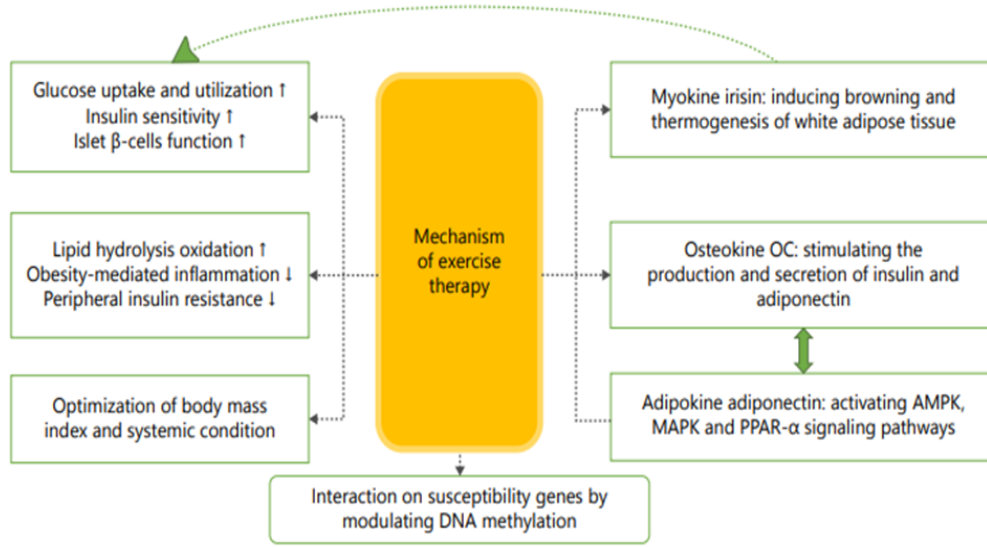 Glucose uptake and utilization ↑
Insulin sensitivity ↑
Islet β-cells function ↑
Lipid hydrolysis oxidation ↑
Obesity-mediated inflammation ↓
Peripheral insulin resistance ↓
Optimization of body mass
index and systemic condition
Mechanism
of exercise
therapy
Myokine irisin: inducing browning and
thermogenesis of white adipose tissue
Osteokine OC: stimulating the
production and secretion of insulin and
adiponectin
Adipokine adiponectin: activating AMPK,
MAPK and PPAR-α signaling pathways
Interaction on susceptibility genes by
modulating DNA methylation